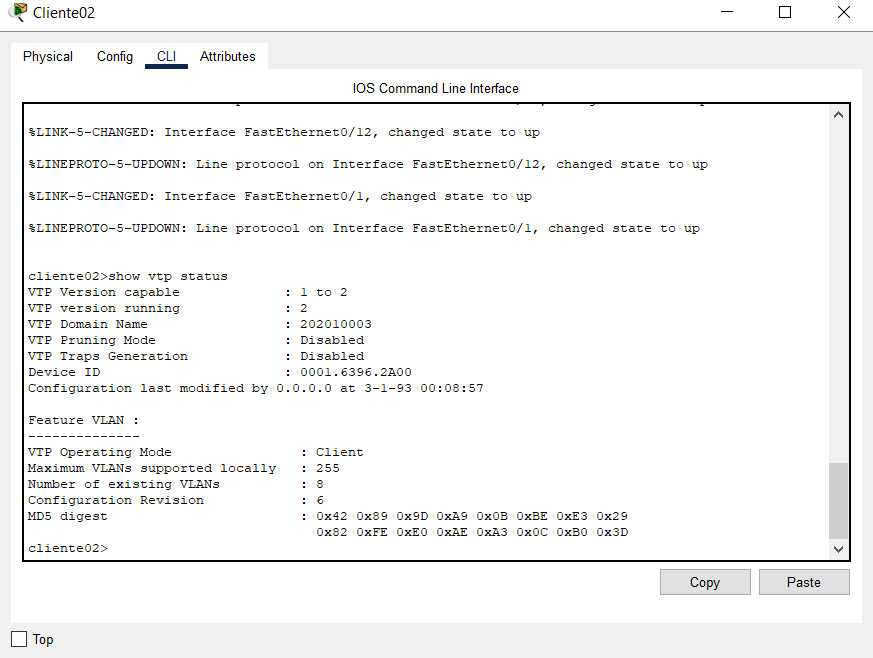 Cliente02
Physical Config CLI Attributes
IOS Command Line Interface
%LINK-5-CHANGED: Interface FastEthernet0/12, changed state to up
%LINEPROTO-5-UPDOWN: Line protocol on Interface FastEthernet0/12, changed state to up
%LINK-5-CHANGED: Interface FastEthernet0/1, changed state to up
%LINEPROTO-5-UPDOWN: Line protocol on Interface FastEthernet0/1, changed state to up
cliente02>show vtp status
VTP Version capable : 1 to 2
VTP version running : 2
VTP Domain Name : 202010003
VTP Pruning Mode : Disabled
VTP Traps Generation : Disabled
Device ID : 0001.6396.2A00
Configuration last modified by 0.0.0.0 at 3-1-93 00:08:57
Feature VLAN :
--------------
VTP Operating Mode : Client
Maximum VLANs supported locally : 255
Number of existing VLANs : 8
Configuration Revision : 6
MD5 digest : 0x42 0x89 0x9D 0xA9 0x0B 0xBE 0xE3 0x29
0x82 0xFE 0xE0 0xAE 0xA3 0x0C 0xB0 0x3D
cliente02>
Copy Paste
Top